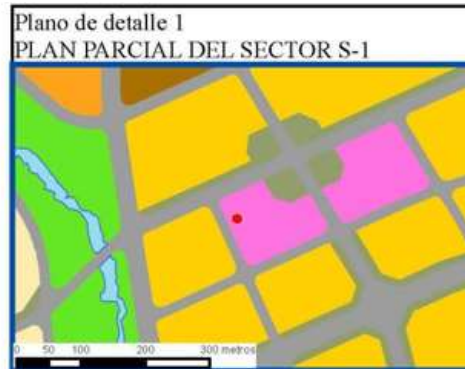 Plano de detalle 1
PLAN PARCIAL DEL SECTOR S-1
0 50 100 200 300 metros